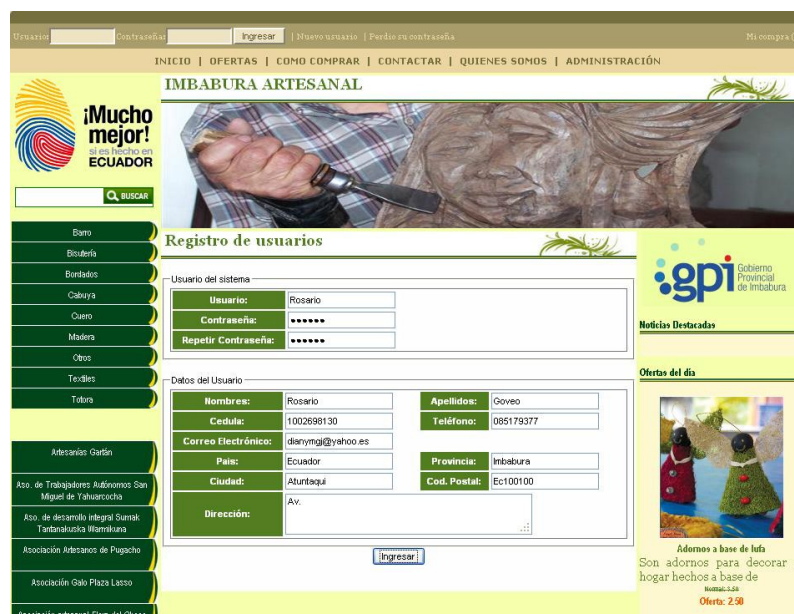 Usuario: Contraseña: Ingresar | Nuevo usuario | Perdio su contraseña Mi compra
INICIO | OFERTAS | COMO COMPRAR | CONTACTAR | QUIENES SOMOS | ADMINISTRACIÓN
IMBABURA ARTESANAL
¡Mucho
mejor!
si es hecho en
ECUADOR
BUSCAR
Barro
Bisutería
Bordados
Cabuya
Cuero
Madera
Otros
Textiles
Totora
Artesanías Garfán
Aso. de Trabajadores Autónomos San
Miguel de Yahuarcocha
Aso. de desarrollo integral Sumak
Tantanakuska Warmikuna
Asociación Artesanos de Pugacho
Asociación Galo Plaza Lasso
Registro de usuarios
Usuario del sistema
Usuario: Rosario
Contraseña: ••••••
Repetir Contraseña: ••••••
Datos del Usuario
Nombres: Rosario Apellidos: Goveo
Cedula: 1002698130 Teléfono: 085179377
Correo Electrónico: dianymgj@yahoo.es
Pais: Ecuador Provincia: Imbabura
Ciudad: Atuntaqui Cod. Postal: Ec100100
Dirección: Av.
Ingresar
gpi Gobierno
Provincial
de Imbabura
Noticias Destacadas
Ofertas del día
Adornos a base de lufa
Son adornos para decorar
hogar hechos a base de
Normal: 3.50
Oferta: 2.50